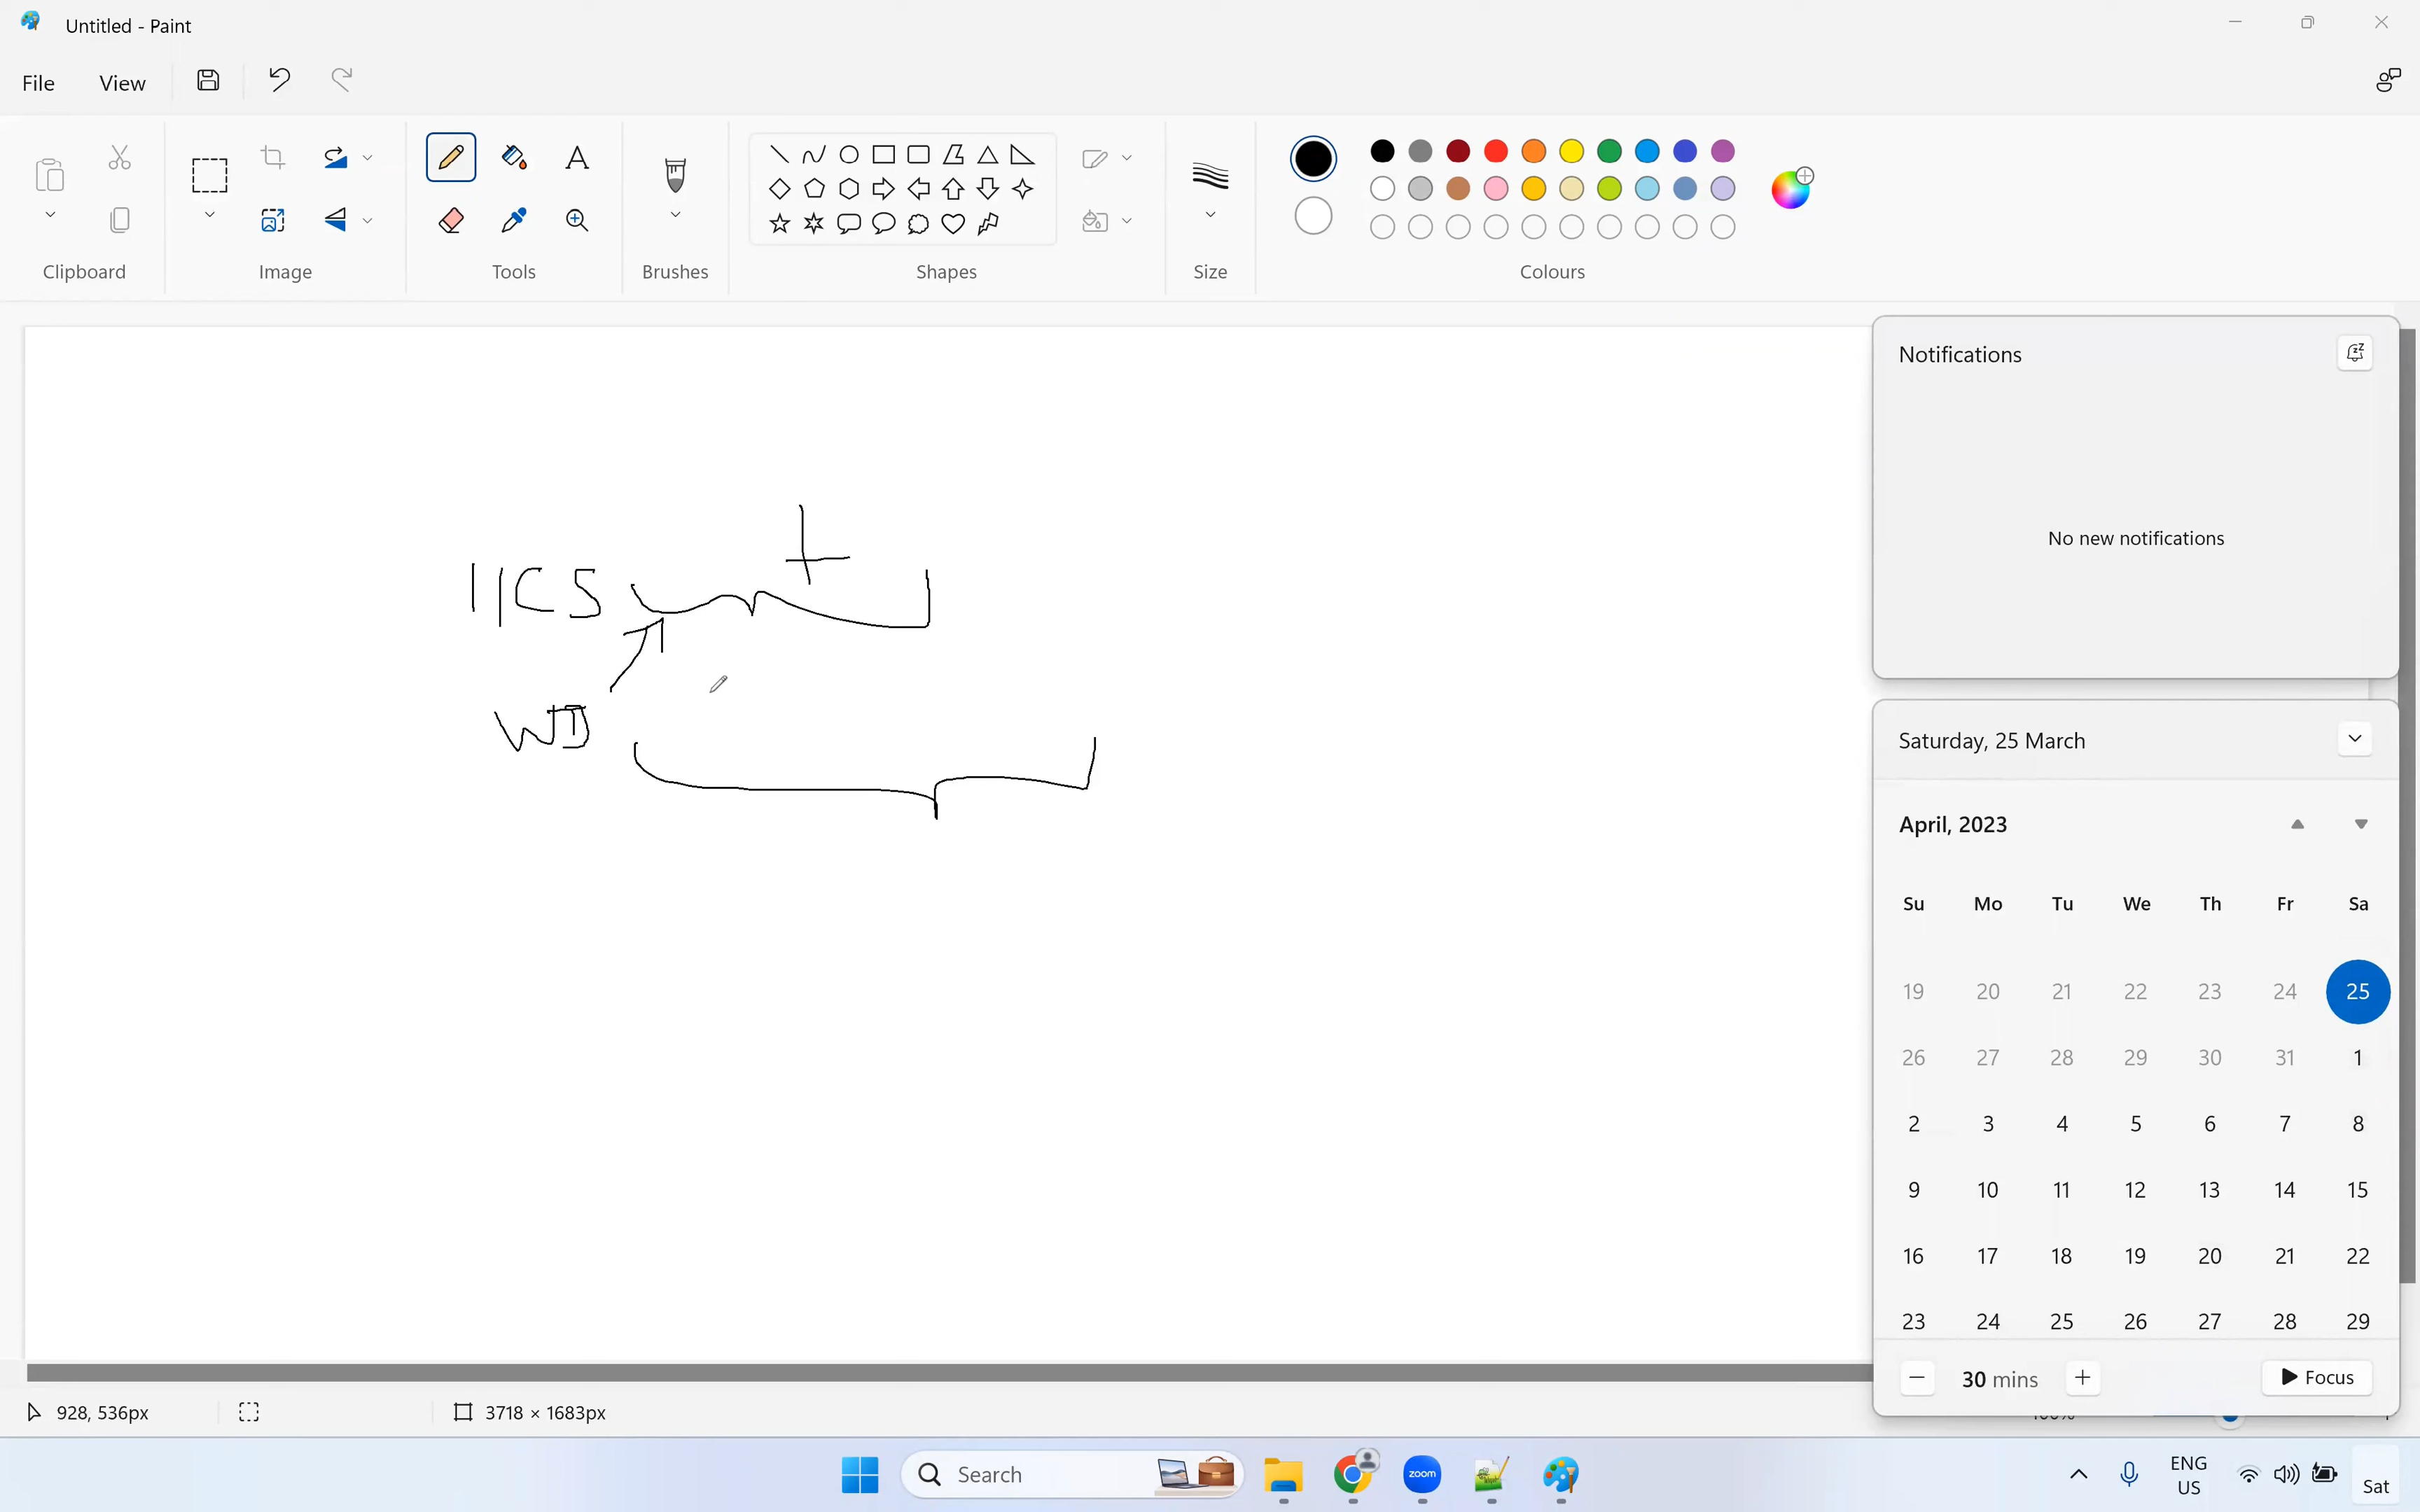 Untitled - Paint
File View
Clipboard Image Tools Brushes Shapes Size Colours
IICS
WD
Notifications
No new notifications
Saturday, 25 March
April, 2023
Su Mo Tu We Th Fr Sa
19 20 21 22 23 24 25
26 27 28 29 30 31 1
2 3 4 5 6 7 8
9 10 11 12 13 14 15
16 17 18 19 20 21 22
23 24 25 26 27 28 29
30 mins Focus
928, 536px 3718 × 1683px
Search zoom ENG
US Sat